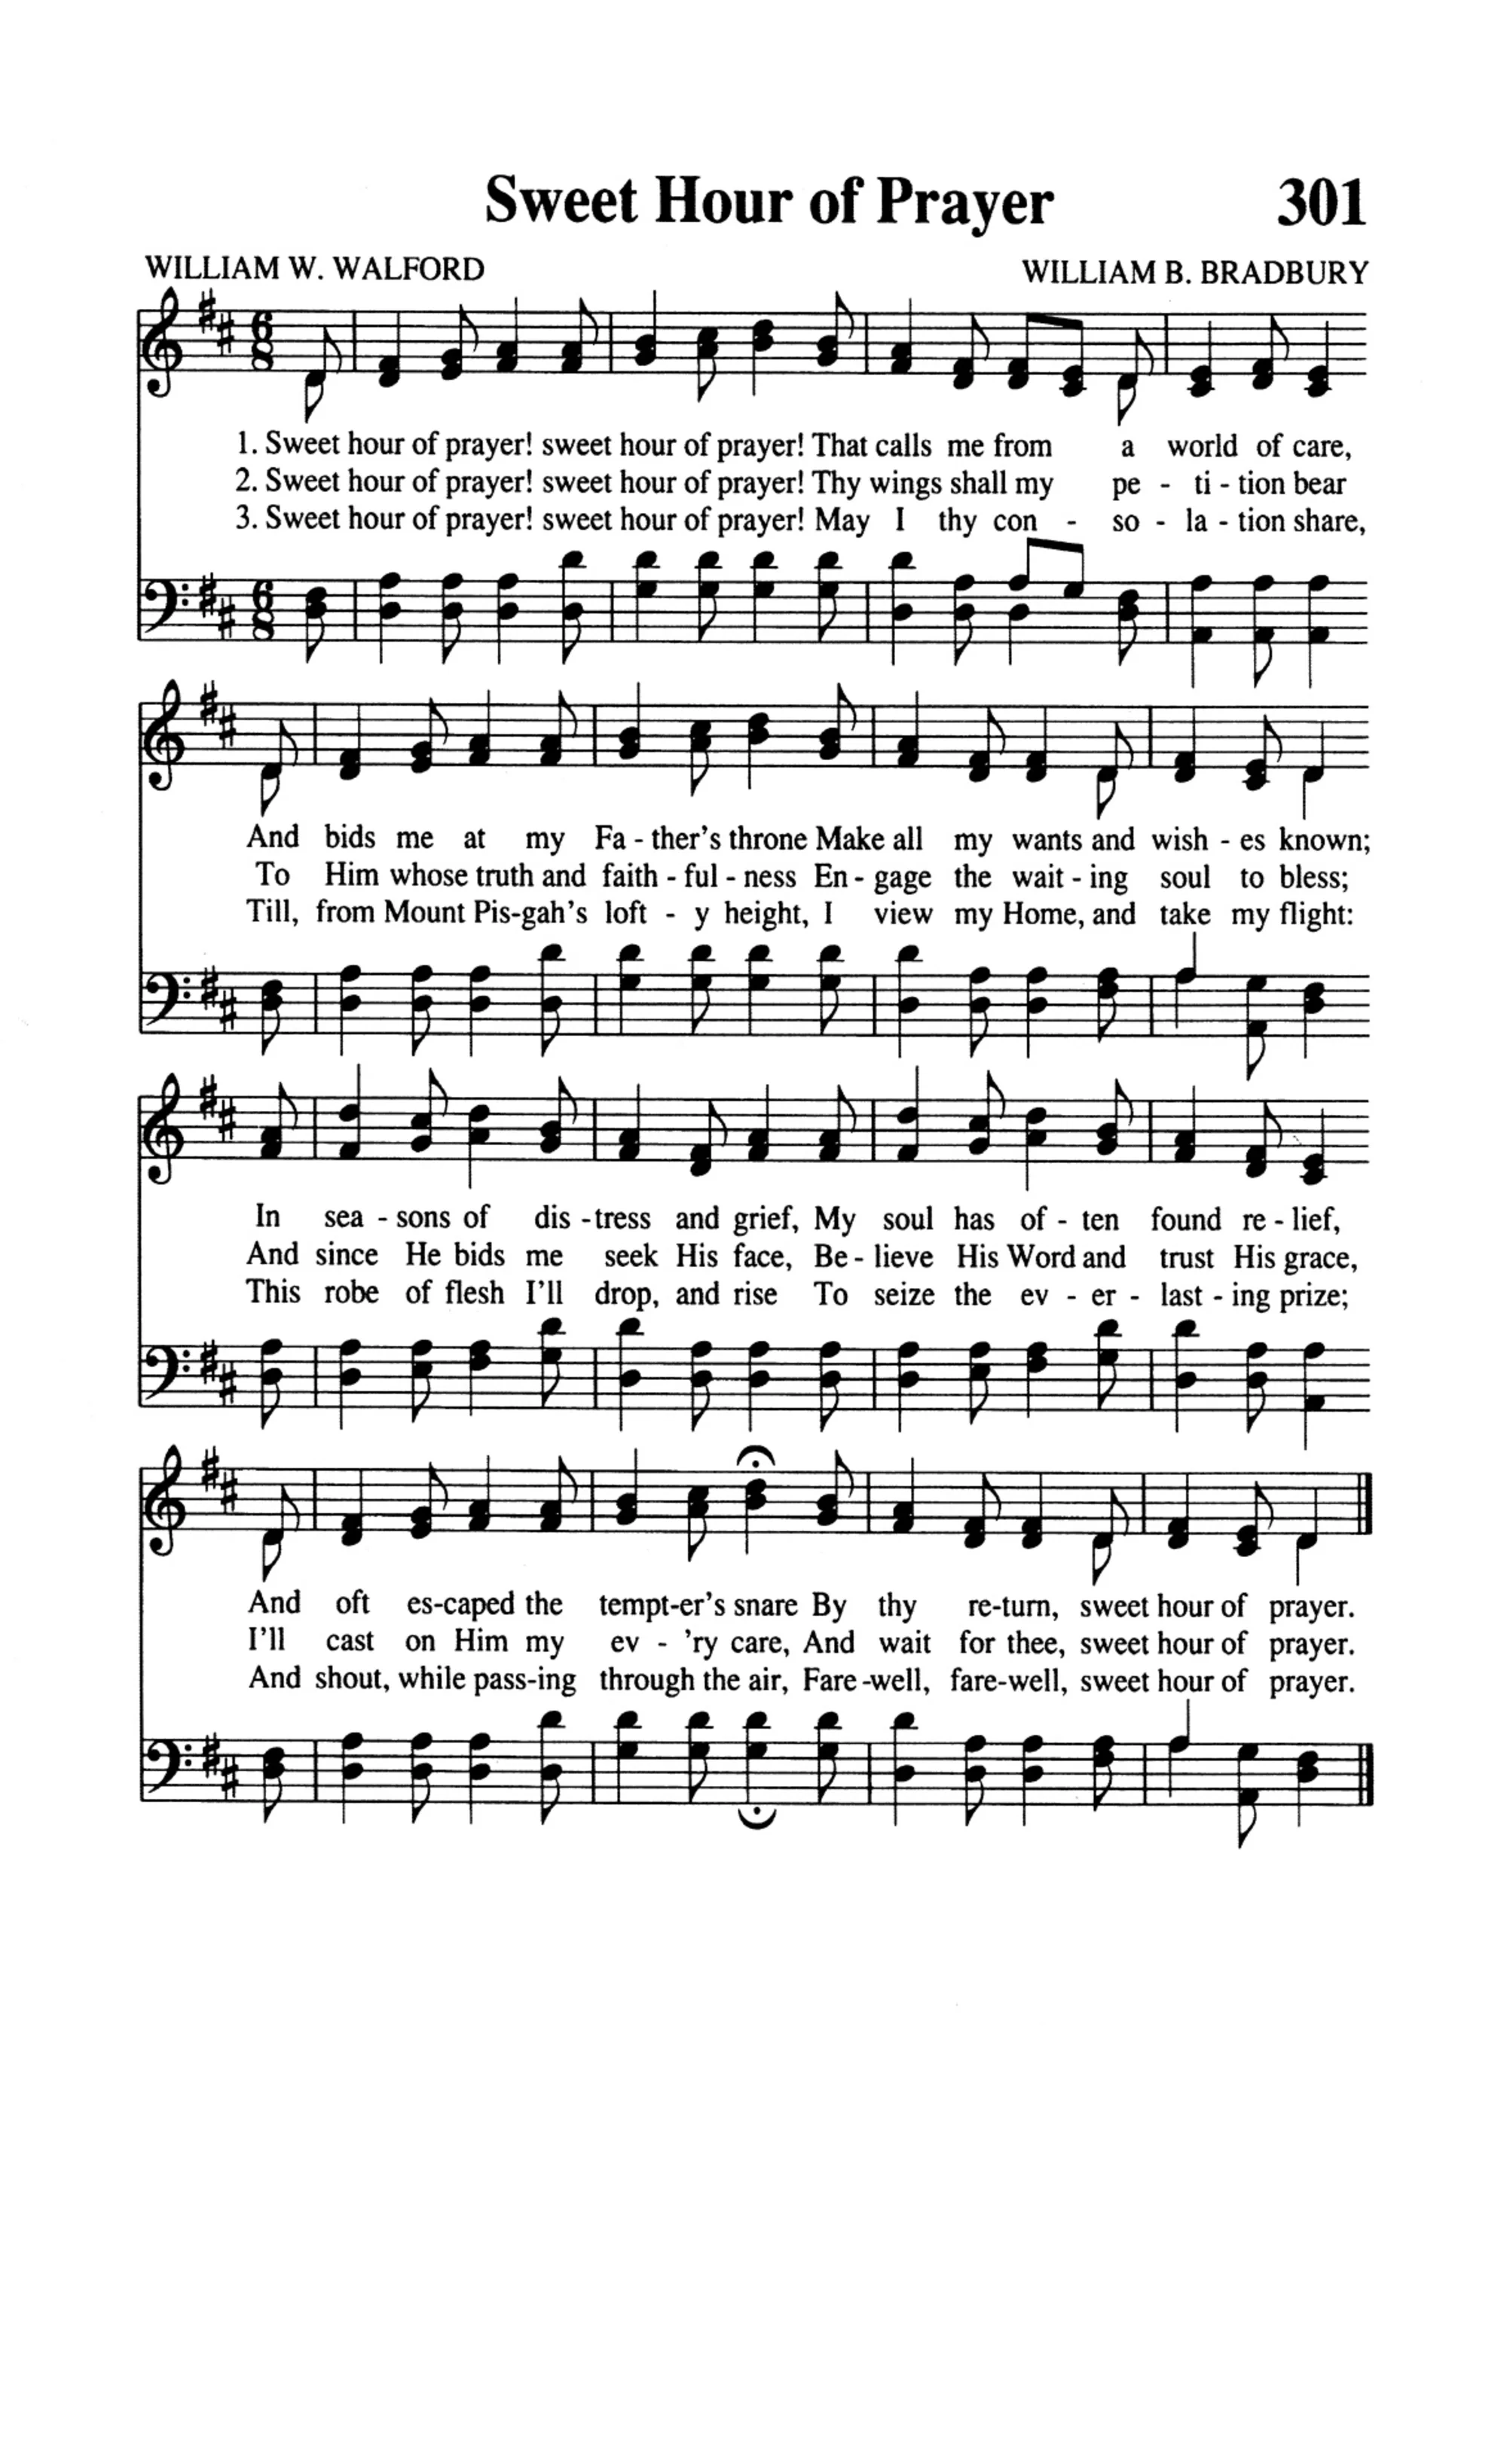 Sweet Hour of Prayer 301
WILLIAM W. WALFORD WILLIAM B. BRADBURY
6 8
1. Sweet hour of prayer! sweet hour of prayer! That calls me from a world of care,
2. Sweet hour of prayer! sweet hour of prayer! Thy wings shall my pe - ti - tion bear
3. Sweet hour of prayer! sweet hour of prayer! May I thy con - so - la - tion share,
6 8
And bids me at my Fa - ther's throne Make all my wants and wish - es known;
To Him whose truth and faith - ful - ness En - gage the wait - ing soul to bless;
Till, from Mount Pis-gah's loft - y height, I view my Home, and take my flight:
In sea - sons of dis - tress and grief, My soul has of - ten found re - lief,
And since He bids me seek His face, Be - lieve His Word and trust His grace,
This robe of flesh I'll drop, and rise To seize the ev - er - last - ing prize;
And oft es-caped the tempt-er's snare By thy re-turn, sweet hour of prayer.
I'll cast on Him my ev - 'ry care, And wait for thee, sweet hour of prayer.
And shout, while pass-ing through the air, Fare-well, fare-well, sweet hour of prayer.